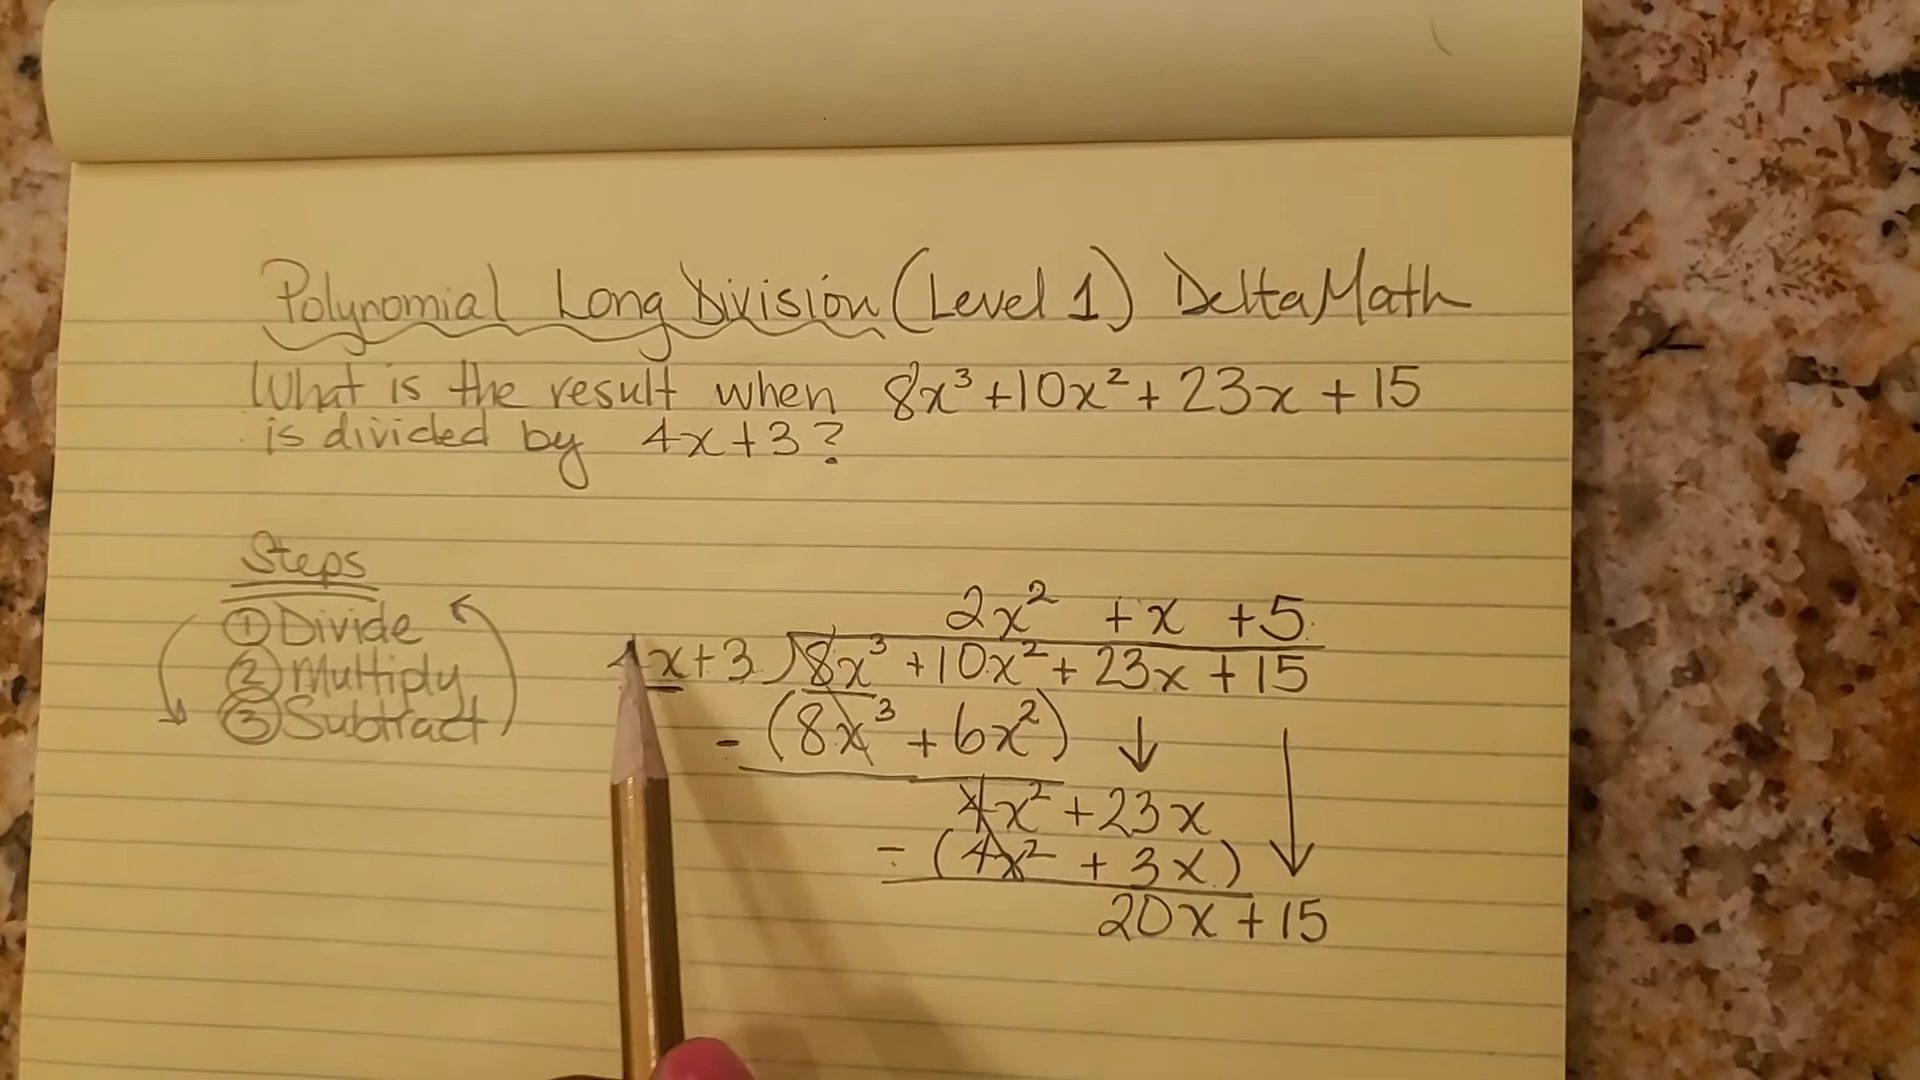 Polynomial Long Division (Level 1) DeltaMath
What is the result when 8x³+10x²+23x+15
is divided by 4x+3?
Steps
① Divide
② Multiply
③ Subtract
2x² +x +5
4x+3)8x³+10x²+23x+15
-(8x³+6x²)
4x²+23x
-(4x²+3x)
20x+15